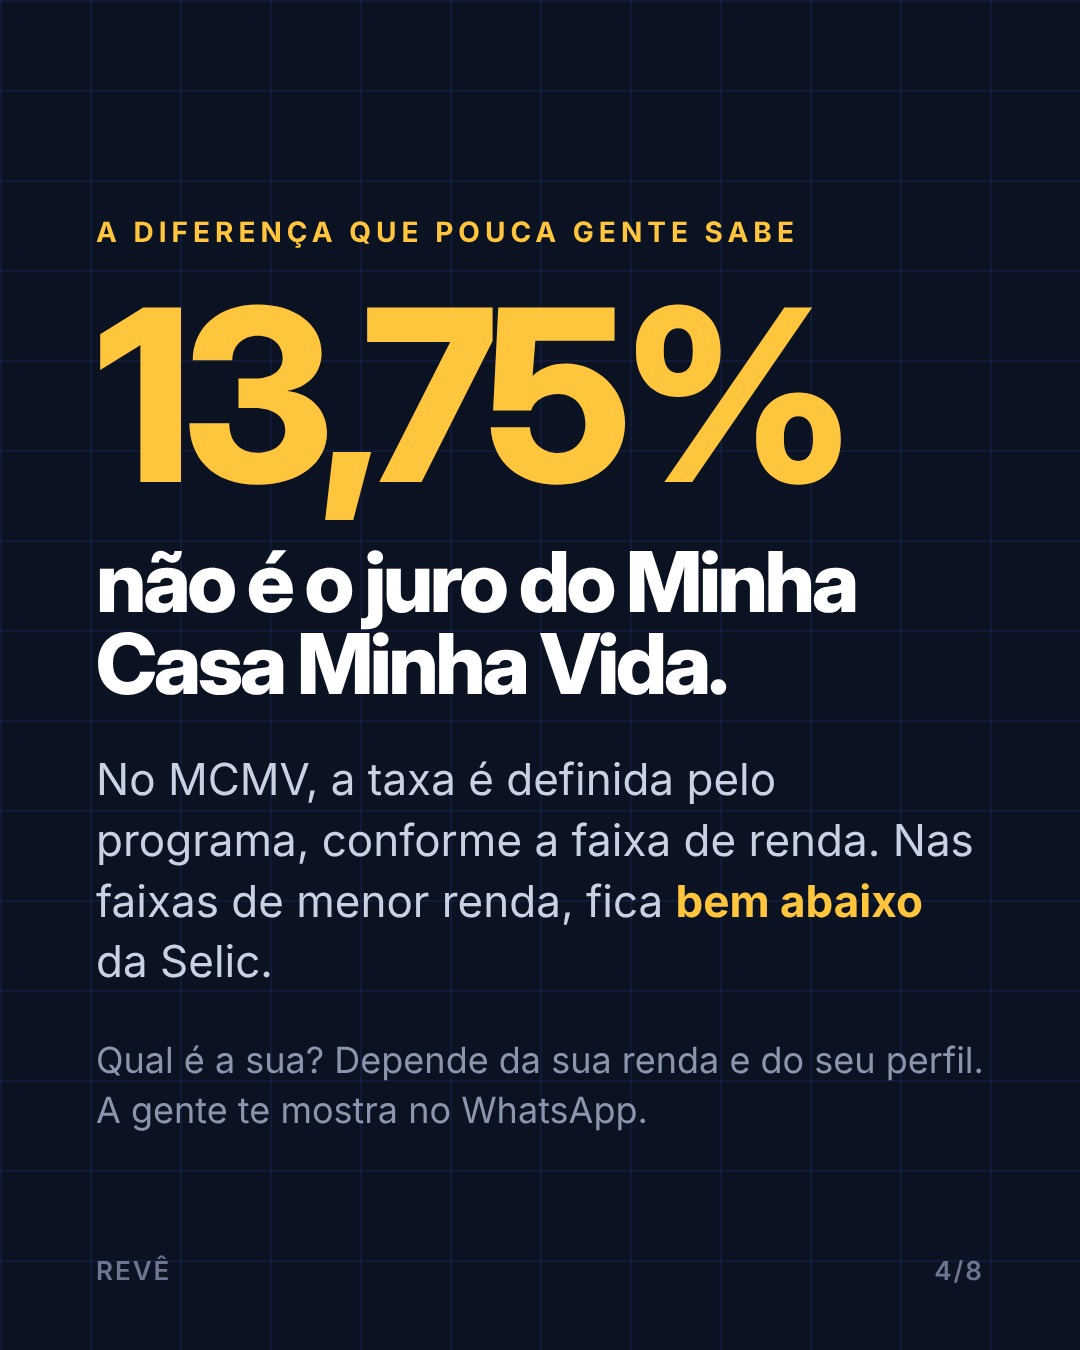 A DIFERENÇA QUE POUCA GENTE SABE
13,75%
não é o juro do Minha
Casa Minha Vida.
No MCMV, a taxa é definida pelo
programa, conforme a faixa de renda. Nas
faixas de menor renda, fica bem abaixo
da Selic.
Qual é a sua? Depende da sua renda e do seu perfil.
A gente te mostra no WhatsApp.
REVÊ
4/8